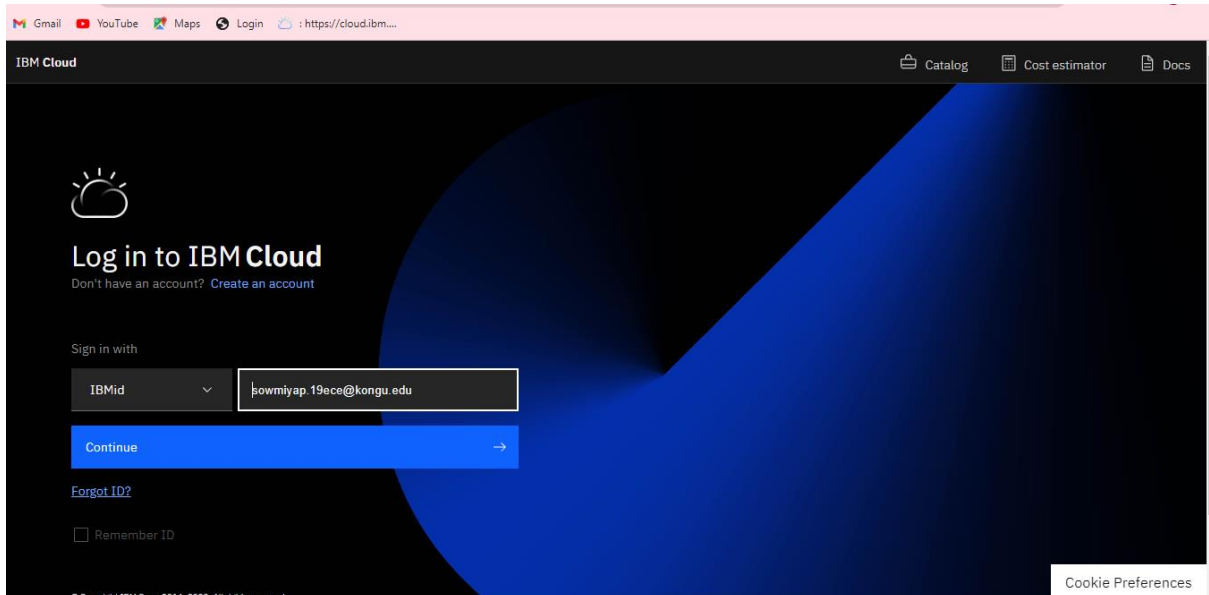 Gmail YouTube Maps Login : https://cloud.ibm....
IBM Cloud Catalog Cost estimator Docs
Log in to IBM Cloud
Don't have an account? Create an account
Sign in with
IBMid sowmiyap.19ece@kongu.edu
Continue
Forgot ID?
Remember ID
Cookie Preferences